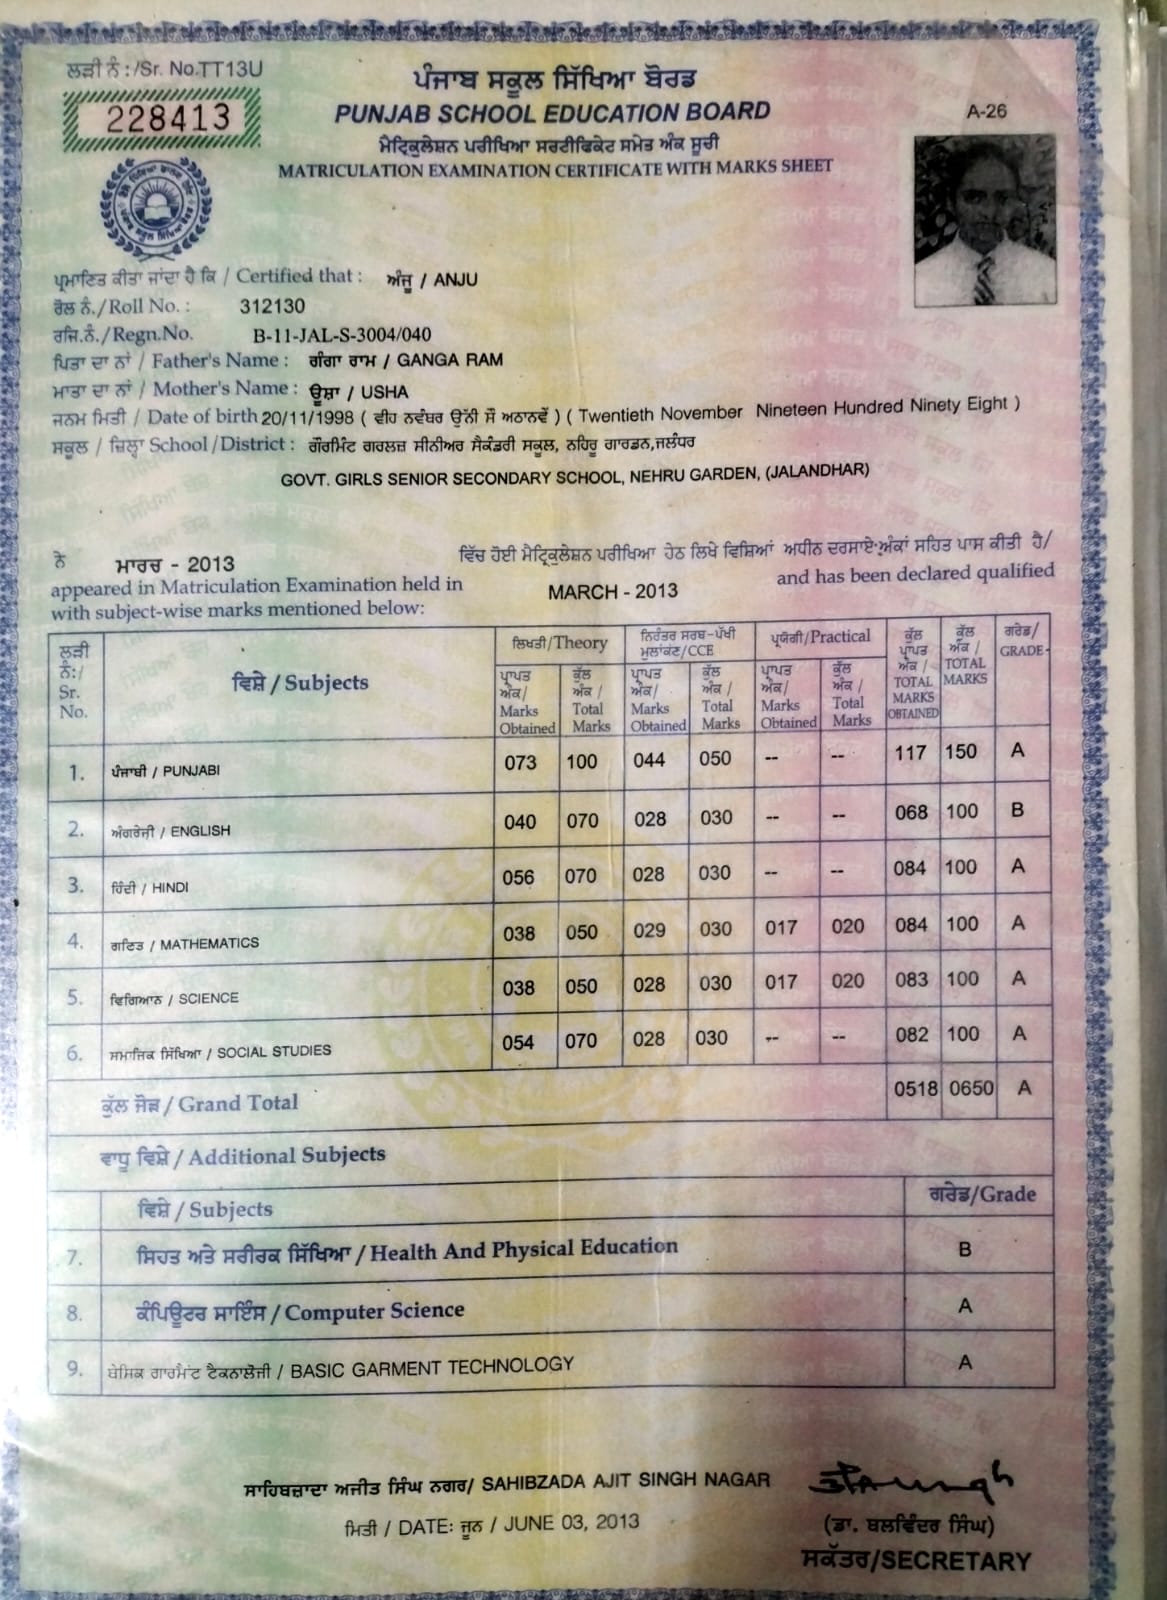 ਲੜੀ ਨੰ:/Sr. No.TT13U
228413
ਪੰਜਾਬ ਸਕੂਲ ਸਿੱਖਿਆ ਬੋਰਡ
PUNJAB SCHOOL EDUCATION BOARD
A-26
ਮੈਟ੍ਰਿਕੁਲੇਸ਼ਨ ਪਰੀਖਿਆ ਸਰਟੀਫਿਕੇਟ ਸਮੇਤ ਅੰਕ ਸੂਚੀ
MATRICULATION EXAMINATION CERTIFICATE WITH MARKS SHEET
ਪ੍ਰਮਾਣਿਤ ਕੀਤਾ ਜਾਂਦਾ ਹੈ ਕਿ / Certified that : ਅੰਜੂ / ANJU
ਰੋਲ ਨੰ./Roll No. : 312130
ਰਜਿ.ਨੰ./Regn.No. B-11-JAL-S-3004/040
ਪਿਤਾ ਦਾ ਨਾਂ / Father's Name : ਗੰਗਾ ਰਾਮ / GANGA RAM
ਮਾਤਾ ਦਾ ਨਾਂ / Mother's Name : ਊਸ਼ਾ / USHA
ਜਨਮ ਮਿਤੀ / Date of birth 20/11/1998 ( ਵੀਹ ਨਵੰਬਰ ਉੱਨੀ ਸੌ ਅਠਾਨਵੇਂ ) ( Twentieth November Nineteen Hundred Ninety Eight )
ਸਕੂਲ / ਜ਼ਿਲ੍ਹਾ School /District : ਗੌਰਮਿੰਟ ਗਰਲਜ਼ ਸੀਨੀਅਰ ਸੈਕੰਡਰੀ ਸਕੂਲ, ਨਹਿਰੂ ਗਾਰਡਨ,ਜਲੰਧਰ
GOVT. GIRLS SENIOR SECONDARY SCHOOL, NEHRU GARDEN, (JALANDHAR)
ਨੇ ਮਾਰਚ - 2013 ਵਿੱਚ ਹੋਈ ਮੈਟ੍ਰਿਕੁਲੇਸ਼ਨ ਪਰੀਖਿਆ ਹੇਠ ਲਿਖੇ ਵਿਸ਼ਿਆਂ ਅਧੀਨ ਦਰਸਾਏ ਅੰਕਾਂ ਸਹਿਤ ਪਾਸ ਕੀਤੀ ਹੈ/
appeared in Matriculation Examination held in MARCH - 2013 and has been declared qualified
with subject-wise marks mentioned below:
ਲੜੀ ਨੰ:/ Sr. No. ਵਿਸ਼ੇ / Subjects ਲਿਖਤੀ/Theory ਨਿਰੰਤਰ ਸਰਬ-ਪੱਖੀ ਮੁਲਾਂਕਣ/CCE ਪ੍ਰਯੋਗੀ/Practical ਕੁੱਲ ਪ੍ਰਾਪਤ ਅੰਕ / TOTAL MARKS OBTAINED ਕੁੱਲ ਅੰਕ / TOTAL MARKS ਗਰੇਡ/ GRADE
ਪ੍ਰਾਪਤ ਅੰਕ/ Marks Obtained ਕੁੱਲ ਅੰਕ / Total Marks ਪ੍ਰਾਪਤ ਅੰਕ/ Marks Obtained ਕੁੱਲ ਅੰਕ / Total Marks ਪ੍ਰਾਪਤ ਅੰਕ/ Marks Obtained ਕੁੱਲ ਅੰਕ / Total Marks
1. ਪੰਜਾਬੀ / PUNJABI 073 100 044 050 -- -- 117 150 A
2. ਅੰਗਰੇਜ਼ੀ / ENGLISH 040 070 028 030 -- -- 068 100 B
3. ਹਿੰਦੀ / HINDI 056 070 028 030 -- -- 084 100 A
4. ਗਣਿਤ / MATHEMATICS 038 050 029 030 017 020 084 100 A
5. ਵਿਗਿਆਨ / SCIENCE 038 050 028 030 017 020 083 100 A
6. ਸਮਾਜਿਕ ਸਿੱਖਿਆ / SOCIAL STUDIES 054 070 028 030 -- -- 082 100 A
ਕੁੱਲ ਜੋੜ / Grand Total 0518 0650 A
ਵਾਧੂ ਵਿਸ਼ੇ / Additional Subjects
ਵਿਸ਼ੇ / Subjects ਗਰੇਡ/Grade
7. ਸਿਹਤ ਅਤੇ ਸਰੀਰਕ ਸਿੱਖਿਆ / Health And Physical Education B
8. ਕੰਪਿਊਟਰ ਸਾਇੰਸ / Computer Science A
9. ਬੇਸਿਕ ਗਾਰਮੈਂਟ ਟੈਕਨਾਲੋਜੀ / BASIC GARMENT TECHNOLOGY A
ਸਾਹਿਬਜ਼ਾਦਾ ਅਜੀਤ ਸਿੰਘ ਨਗਰ/ SAHIBZADA AJIT SINGH NAGAR
ਮਿਤੀ / DATE: ਜੂਨ / JUNE 03, 2013
(ਡਾ. ਬਲਵਿੰਦਰ ਸਿੰਘ)
ਸਕੱਤਰ/SECRETARY